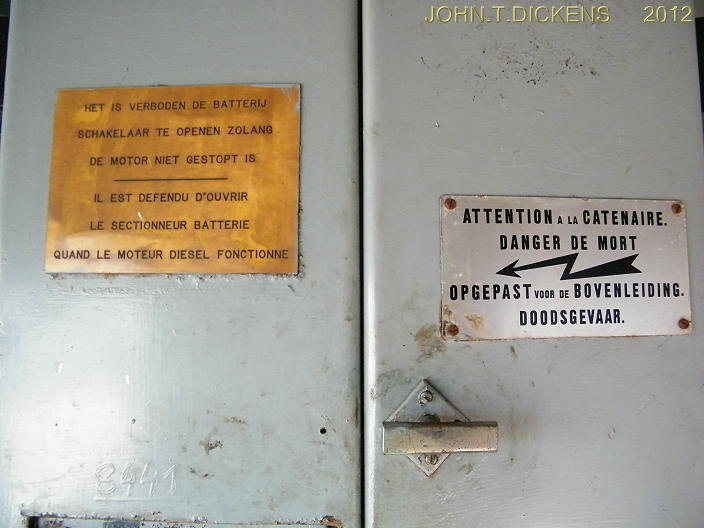 JOHN.T.DICKENS 2012
HET IS VERBODEN DE BATTERIJ
SCHAKELAAR TE OPENEN ZOLANG
DE MOTOR NIET GESTOPT IS
IL EST DEFENDU D'OUVRIR
LE SECTIONNEUR BATTERIE
QUAND LE MOTEUR DIESEL FONCTIONNE
ATTENTION A LA CATENAIRE.
DANGER DE MORT
OPGEPAST VOOR DE BOVENLEIDING.
DOODSGEVAAR.
8441